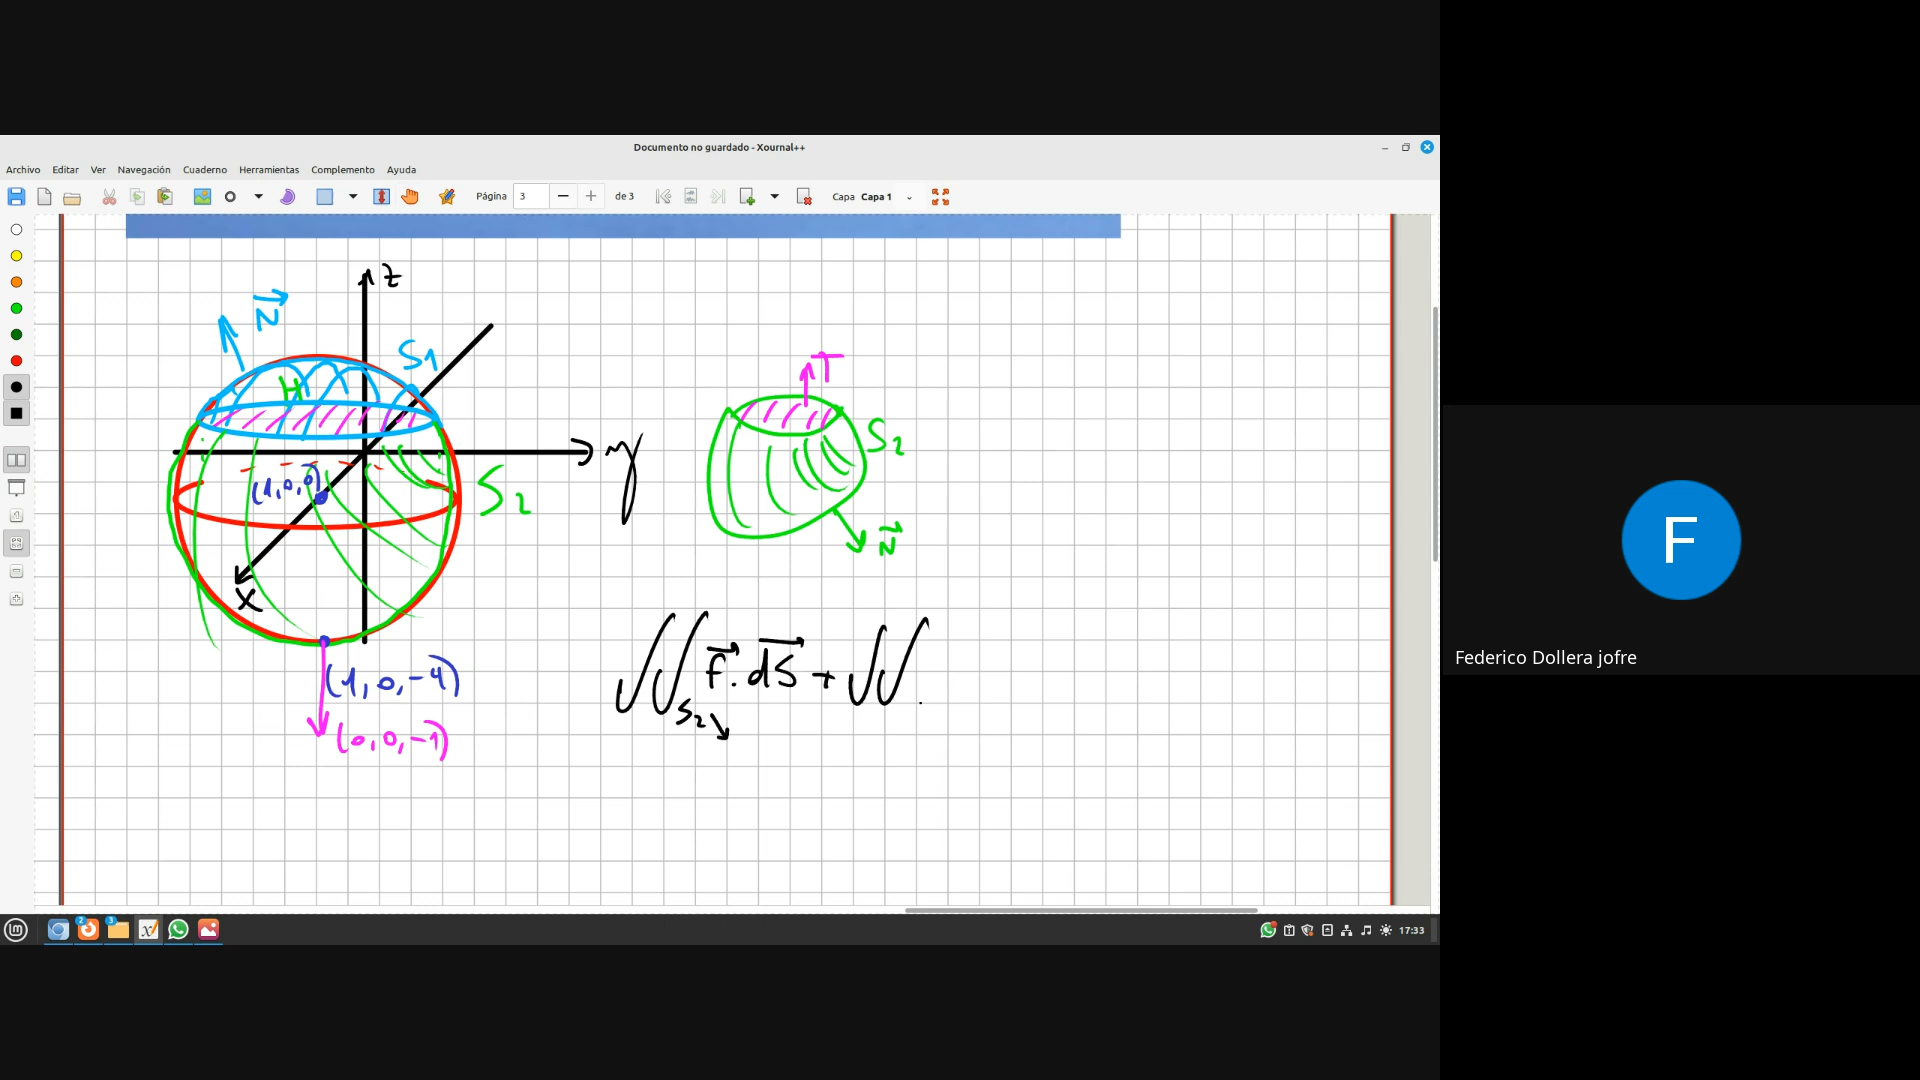 Documento no guardado - Xournal++
Archivo Editar Ver Navegación Cuaderno Herramientas Complemento Ayuda
Página 3 de 3 Capa Capa 1
z
N
S1
H
T
S2
y
(1,0,0)
S2
N
x
∬S2 f. dS + ∬
(1,0,-4)
(0,0,-1)
F
Federico Dollera jofre
2
3
17:33